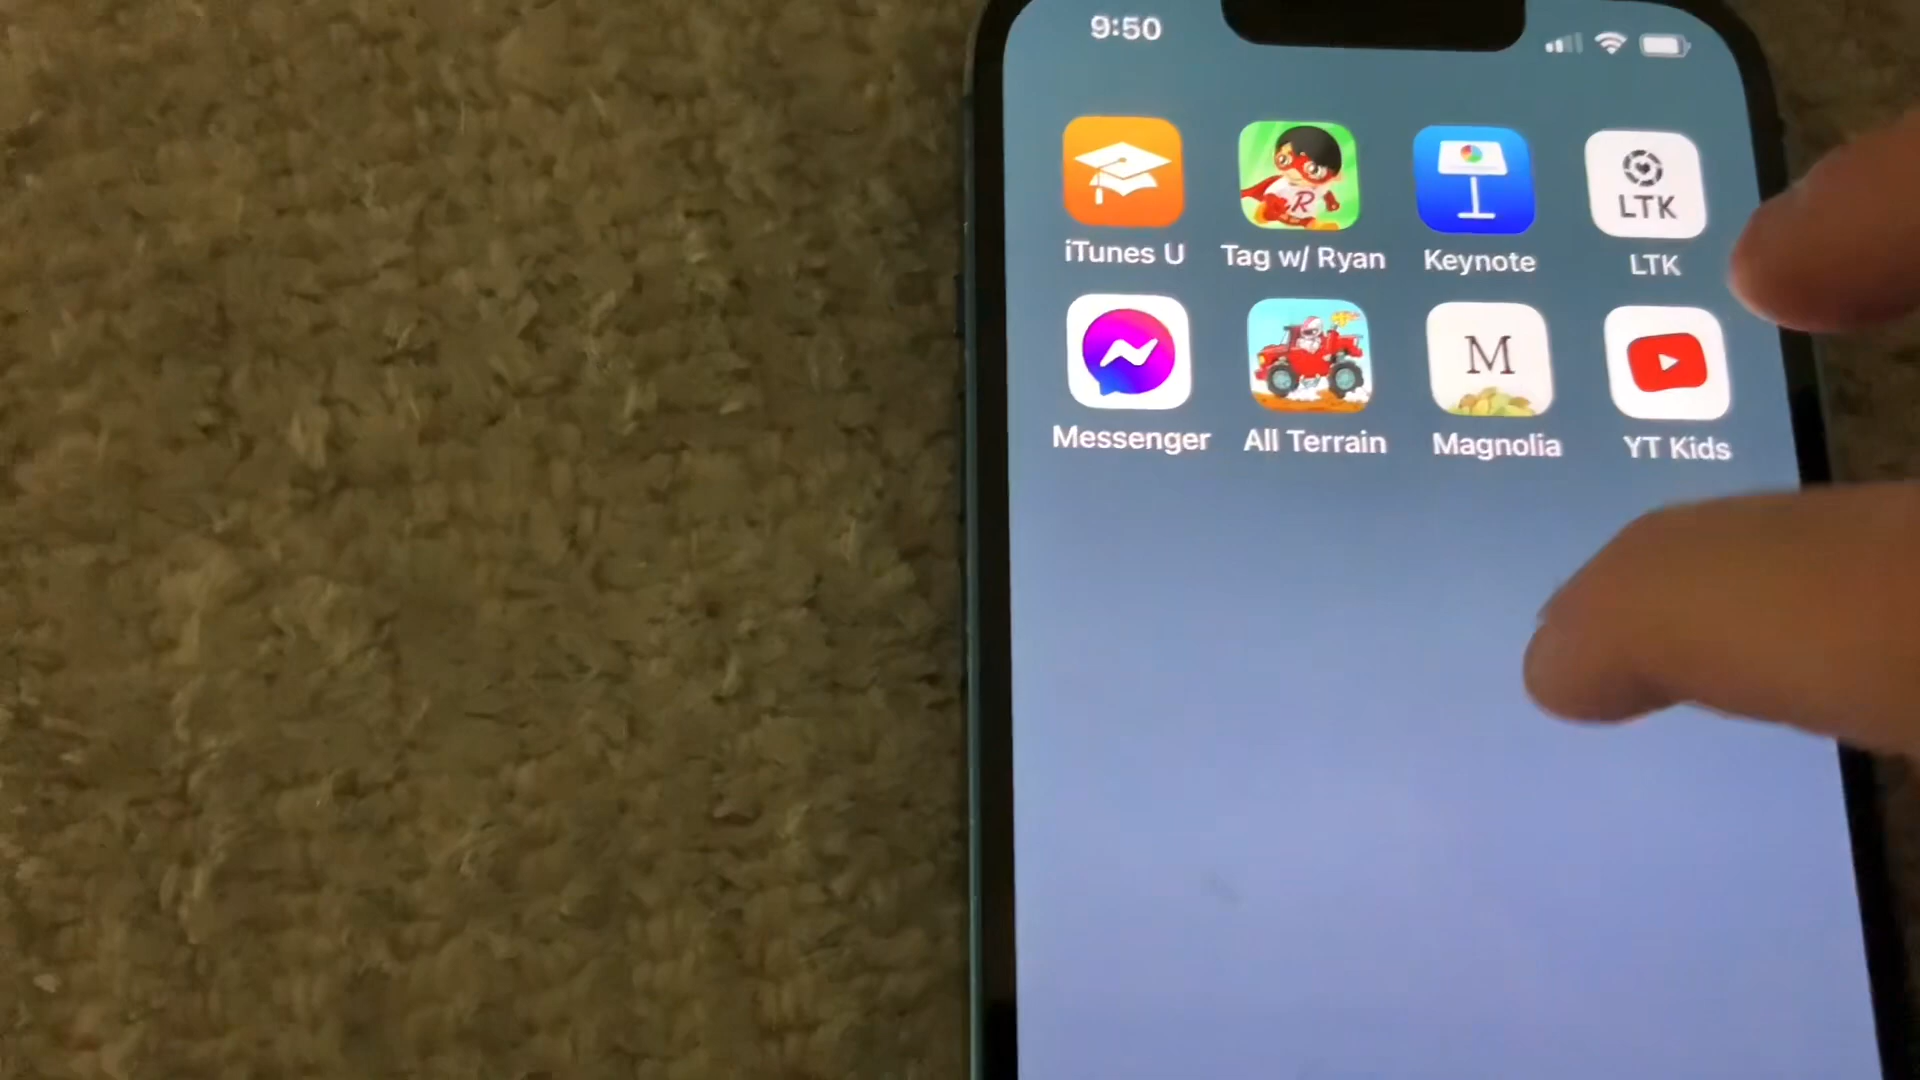 9:50
LTK
iTunes U
Tag w/ Ryan
Keynote
LTK
R
M
Messenger
All Terrain
Magnolia
YT Kids